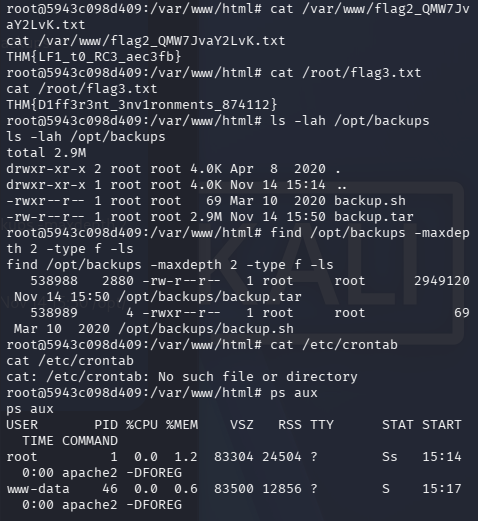 root@5943c098d409:/var/www/html# cat /var/www/flag2_QMW7Jv
aY2LvK.txt
cat /var/www/flag2_QMW7JvaY2LvK.txt
THM{LF1_t0_RC3_aec3fb}
root@5943c098d409:/var/www/html# cat /root/flag3.txt
cat /root/flag3.txt
THM{D1ff3r3nt_3nv1ronments_874112}
root@5943c098d409:/var/www/html# ls -lah /opt/backups
ls -lah /opt/backups
total 2.9M
drwxr-xr-x 2 root root 4.0K Apr  8  2020 .
drwxr-xr-x 1 root root 4.0K Nov 14 15:14 ..
-rwxr--r-- 1 root root   69 Mar 10  2020 backup.sh
-rw-r--r-- 1 root root 2.9M Nov 14 15:50 backup.tar
root@5943c098d409:/var/www/html# find /opt/backups -maxdep
th 2 -type f -ls
find /opt/backups -maxdepth 2 -type f -ls
   538988   2880 -rw-r--r--   1 root     root      2949120
 Nov 14 15:50 /opt/backups/backup.tar
   538989      4 -rwxr--r--   1 root     root           69
 Mar 10  2020 /opt/backups/backup.sh
root@5943c098d409:/var/www/html# cat /etc/crontab
cat /etc/crontab
cat: /etc/crontab: No such file or directory
root@5943c098d409:/var/www/html# ps aux
ps aux
USER       PID %CPU %MEM    VSZ   RSS TTY      STAT START
  TIME COMMAND
root         1  0.0  1.2  83304 24504 ?        Ss   15:14
  0:00 apache2 -DFOREG
www-data    46  0.0  0.6  83500 12856 ?        S    15:17
  0:00 apache2 -DFOREG
KALI